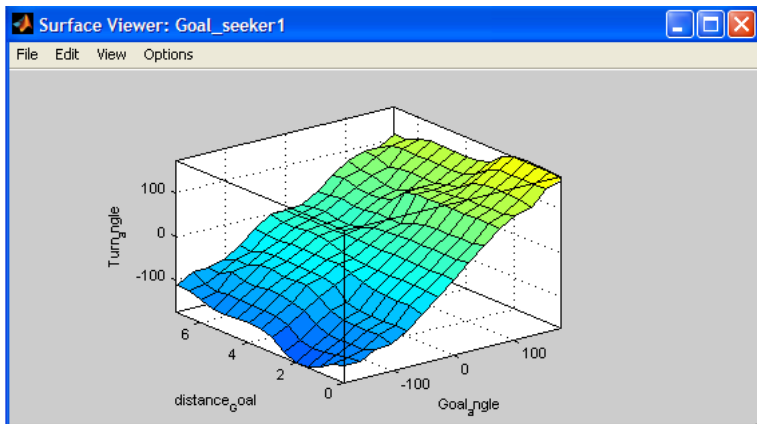 Surface Viewer: Goal_seeker1
File Edit View Options
100
0
-100
Turnangle
6
4
2
0
distanceGoal
-100
0
100
Goalangle